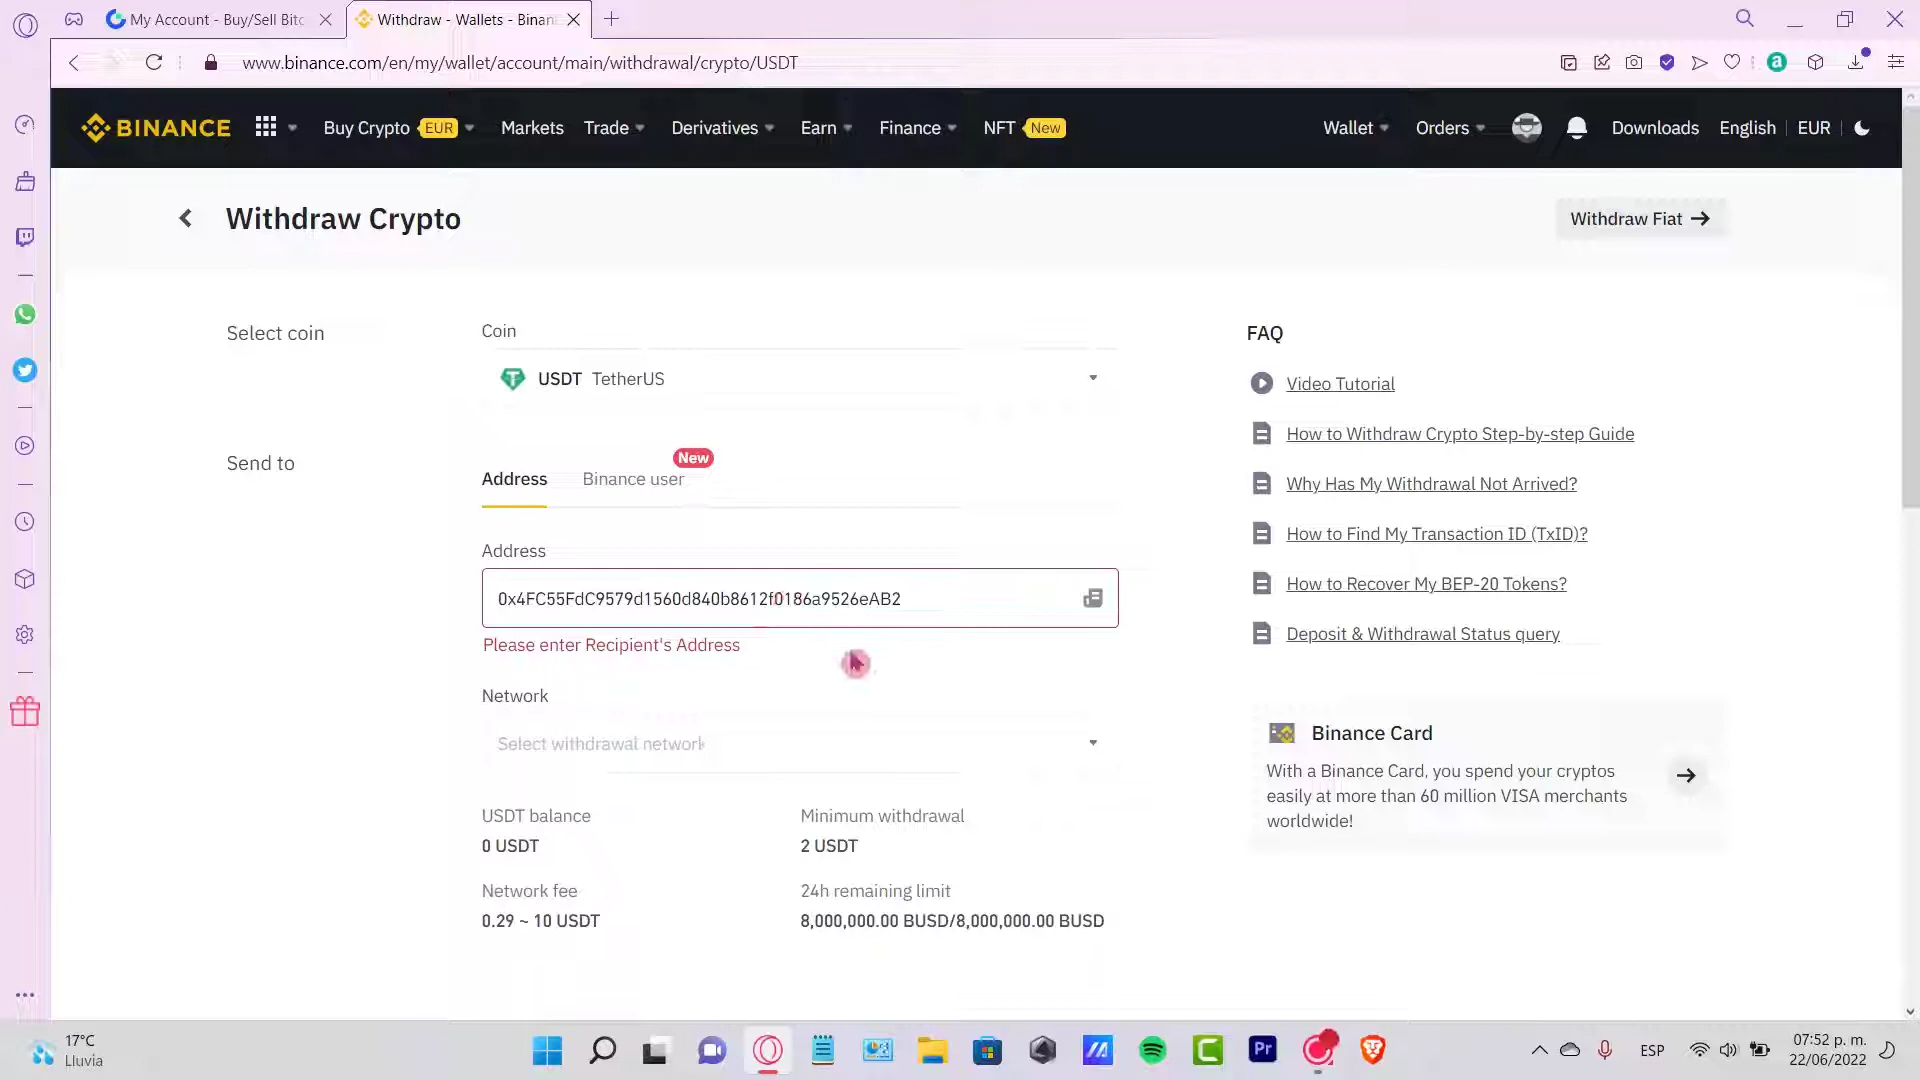 My Account - Buy/Sell Bitc
Withdraw - Wallets - Binan
www.binance.com/en/my/wallet/account/main/withdrawal/crypto/USDT
BINANCE
Buy Crypto EUR
Markets
Trade
Derivatives
Earn
Finance
NFT New
Wallet
Orders
Downloads
English
EUR
Withdraw Crypto
Withdraw Fiat
Select coin
Coin
USDT TetherUS
Send to
Address
Binance user
New
Address
0x4FC55FdC9579d1560d840b8612f0186a9526eAB2
Please enter Recipient's Address
Network
Select withdrawal network
USDT balance
0 USDT
Minimum withdrawal
2 USDT
Network fee
0.29 ~ 10 USDT
24h remaining limit
8,000,000.00 BUSD/8,000,000.00 BUSD
FAQ
Video Tutorial
How to Withdraw Crypto Step-by-step Guide
Why Has My Withdrawal Not Arrived?
How to Find My Transaction ID (TxID)?
How to Recover My BEP-20 Tokens?
Deposit & Withdrawal Status query
Binance Card
With a Binance Card, you spend your cryptos
easily at more than 60 million VISA merchants
worldwide!
17°C
Lluvia
Pr
ESP
07:52 p. m.
22/06/2022